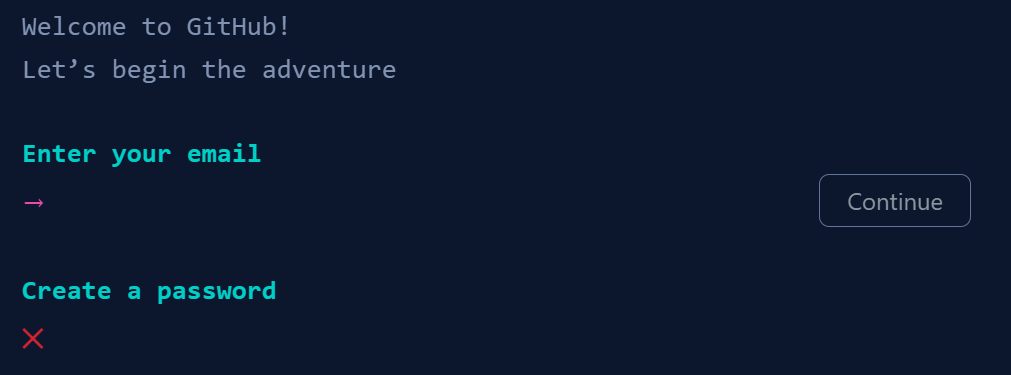 Welcome to GitHub!
Let’s begin the adventure
Enter your email
→
Continue
Create a password